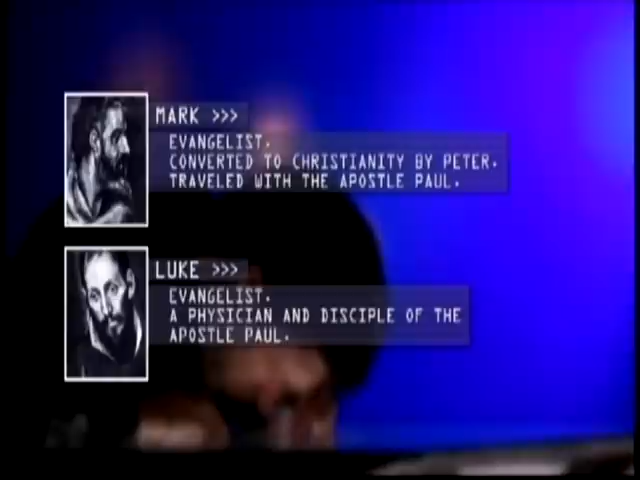 MARK >>>
EVANGELIST.
CONVERTED TO CHRISTIANITY BY PETER.
TRAVELED WITH THE APOSTLE PAUL.
LUKE >>>
EVANGELIST.
A PHYSICIAN AND DISCIPLE OF THE
APOSTLE PAUL.